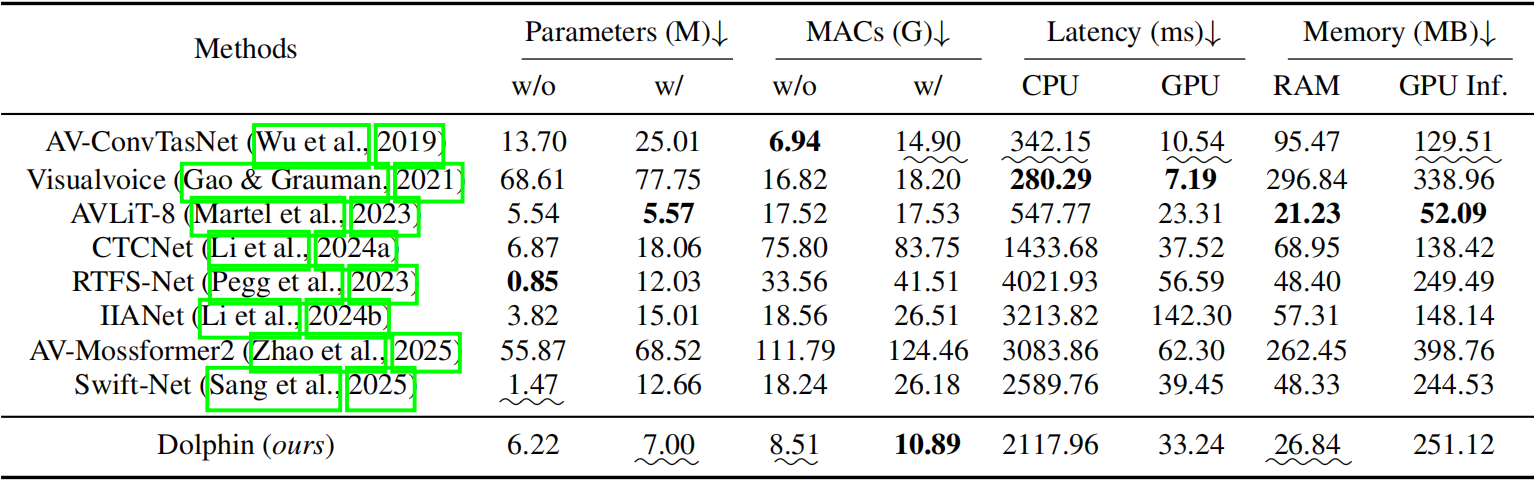 Methods Parameters (M)↓ MACs (G)↓ Latency (ms)↓ Memory (MB)↓
w/o w/ w/o w/ CPU GPU RAM GPU Inf.
AV-ConvTasNet (Wu et al., 2019) 13.70 25.01 6.94 14.90 342.15 10.54 95.47 129.51
Visualvoice (Gao & Grauman, 2021) 68.61 77.75 16.82 18.20 280.29 7.19 296.84 338.96
AVLiT-8 (Martel et al., 2023) 5.54 5.57 17.52 17.53 547.77 23.31 21.23 52.09
CTCNet (Li et al., 2024a) 6.87 18.06 75.80 83.75 1433.68 37.52 68.95 138.42
RTFS-Net (Pegg et al., 2023) 0.85 12.03 33.56 41.51 4021.93 56.59 48.40 249.49
IIANet (Li et al., 2024b) 3.82 15.01 18.56 26.51 3213.82 142.30 57.31 148.14
AV-Mossformer2 (Zhao et al., 2025) 55.87 68.52 111.79 124.46 3083.86 62.30 262.45 398.76
Swift-Net (Sang et al., 2025) 1.47 12.66 18.24 26.18 2589.76 39.45 48.33 244.53
Dolphin (ours) 6.22 7.00 8.51 10.89 2117.96 33.24 26.84 251.12